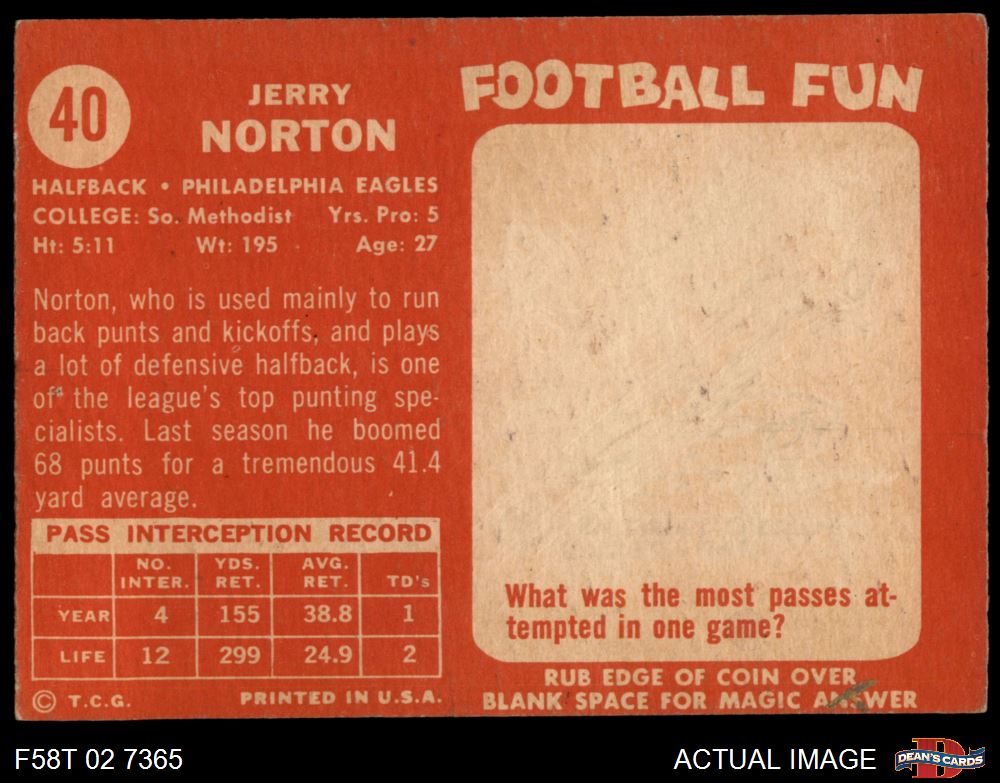 40
JERRY
NORTON
HALFBACK • PHILADELPHIA EAGLES
COLLEGE: So. Methodist Yrs. Pro: 5
Ht: 5:11 Wt: 195 Age: 27
Norton, who is used mainly to run
back punts and kickoffs, and plays
a lot of defensive halfback, is one
of the league's top punting spe-
cialists. Last season he boomed
68 punts for a tremendous 41.4
yard average.
PASS INTERCEPTION RECORD
NO. INTER. YDS. RET. AVG. RET. TD's
YEAR 4 155 38.8 1
LIFE 12 299 24.9 2
© T.C.G. PRINTED IN U.S.A.
FOOTBALL FUN
What was the most passes at-
tempted in one game?
RUB EDGE OF COIN OVER
BLANK SPACE FOR MAGIC ANSWER
F58T 02 7365
ACTUAL IMAGE
DEAN'S CARDS